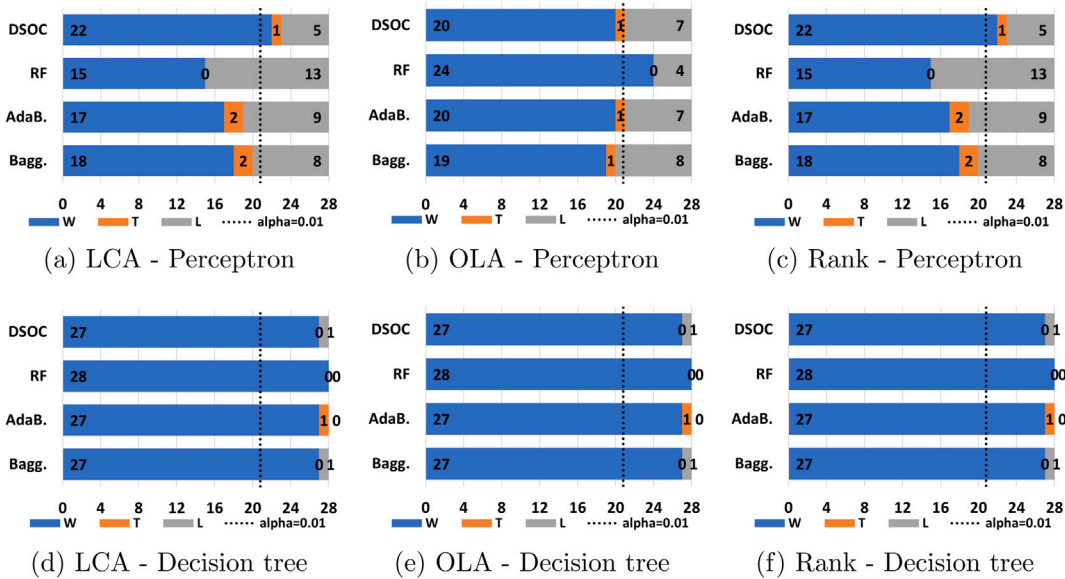 DSOC 22 1 5
RF 15 0 13
AdaB. 17 2 9
Bagg. 18 2 8
0 4 8 12 16 20 24 28
W T L alpha=0.01
(a) LCA - Perceptron
DSOC 20 1 7
RF 24 0 4
AdaB. 20 1 7
Bagg. 19 1 8
0 4 8 12 16 20 24 28
W T L alpha=0.01
(b) OLA - Perceptron
DSOC 22 1 5
RF 15 0 13
AdaB. 17 2 9
Bagg. 18 2 8
0 4 8 12 16 20 24 28
W T L alpha=0.01
(c) Rank - Perceptron
DSOC 27 0 1
RF 28 0 0
AdaB. 27 1 0
Bagg. 27 0 1
0 4 8 12 16 20 24 28
W T L alpha=0.01
(d) LCA - Decision tree
DSOC 27 0 1
RF 28 0 0
AdaB. 27 1 0
Bagg. 27 0 1
0 4 8 12 16 20 24 28
W T L alpha=0.01
(e) OLA - Decision tree
DSOC 27 0 1
RF 28 0 0
AdaB. 27 1 0
Bagg. 27 0 1
0 4 8 12 16 20 24 28
W T L alpha=0.01
(f) Rank - Decision tree